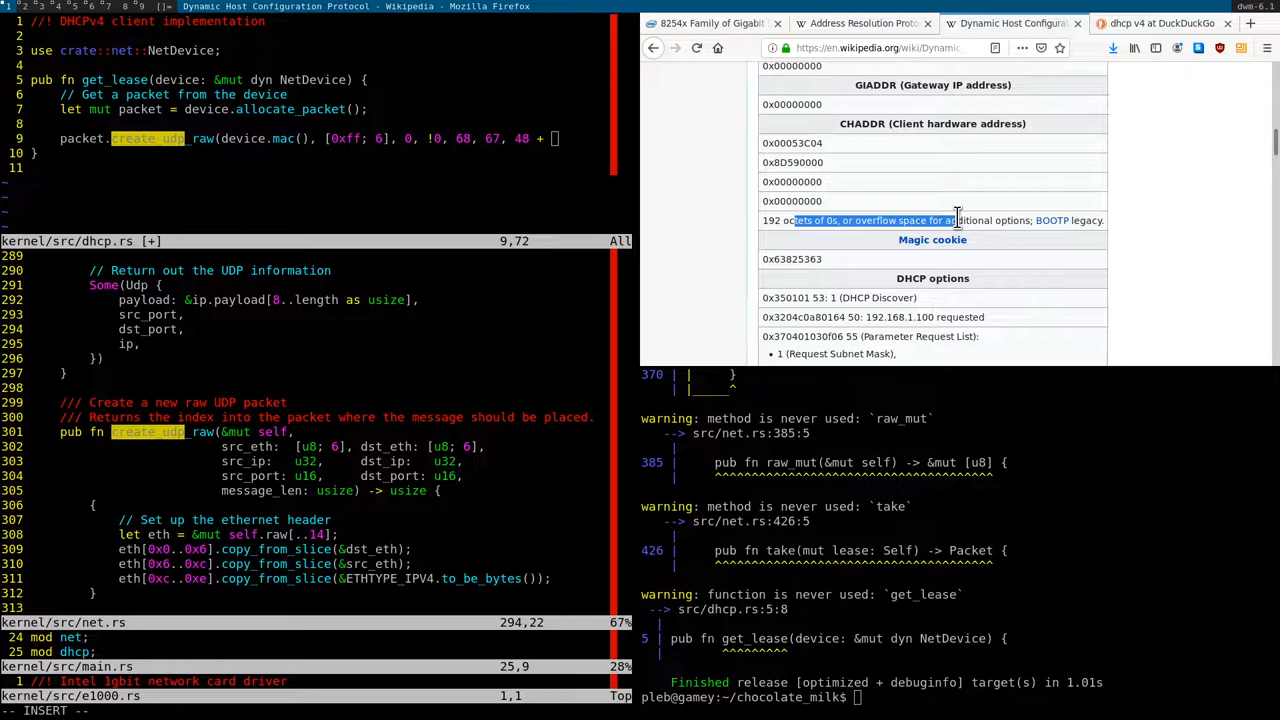 1 2 3 4 5 6 7 8 9 []= Dynamic Host Configuration Protocol - Wikipedia - Mozilla Firefox dwm-6.1
1 //! DHCPv4 client implementation
2
3 use crate::net::NetDevice;
4
5 pub fn get_lease(device: &mut dyn NetDevice) {
6 // Get a packet from the device
7 let mut packet = device.allocate_packet();
8
9 packet.create_udp_raw(device.mac(), [0xff; 6], 0, !0, 68, 67, 48 +
10 }
11
~
~
~
~
kernel/src/dhcp.rs [+] 9,72 All
289
290 // Return out the UDP information
291 Some(Udp {
292 payload: &ip.payload[8..length as usize],
293 src_port,
294 dst_port,
295 ip,
296 })
297 }
298
299 /// Create a new raw UDP packet
300 /// Returns the index into the packet where the message should be placed.
301 pub fn create_udp_raw(&mut self,
302 src_eth: [u8; 6], dst_eth: [u8; 6],
303 src_ip: u32, dst_ip: u32,
304 src_port: u16, dst_port: u16,
305 message_len: usize) -> usize {
306 {
307 // Set up the ethernet header
308 let eth = &mut self.raw[..14];
309 eth[0x0..0x6].copy_from_slice(&dst_eth);
310 eth[0x6..0xc].copy_from_slice(&src_eth);
311 eth[0xc..0xe].copy_from_slice(&ETHTYPE_IPV4.to_be_bytes());
312 }
313
kernel/src/net.rs 294,22 67%
24 mod net;
25 mod dhcp;
kernel/src/main.rs 25,9 28%
1 //! Intel 1gbit network card driver
kernel/src/e1000.rs 1,1 Top
-- INSERT --
8254x Family of Gigabit Address Resolution Proto Dynamic Host Configura dhcp v4 at DuckDuckGo
https://en.wikipedia.org/wiki/Dynamic_
0x00000000
GIADDR (Gateway IP address)
0x00000000
CHADDR (Client hardware address)
0x00053C04
0x8D590000
0x00000000
0x00000000
192 octets of 0s, or overflow space for additional options; BOOTP legacy.
Magic cookie
0x63825363
DHCP options
0x350101 53: 1 (DHCP Discover)
0x3204c0a80164 50: 192.168.1.100 requested
0x370401030f06 55 (Parameter Request List):
• 1 (Request Subnet Mask),
370 | | }
| |_____^
warning: method is never used: `raw_mut`
--> src/net.rs:385:5
|
385 | pub fn raw_mut(&mut self) -> &mut [u8] {
| ^^^^^^^^^^^^^^^^^^^^^^^^^^^^^^^^^^^^^^
warning: method is never used: `take`
--> src/net.rs:426:5
|
426 | pub fn take(mut lease: Self) -> Packet {
| ^^^^^^^^^^^^^^^^^^^^^^^^^^^^^^^^^^^^^^
warning: function is never used: `get_lease`
--> src/dhcp.rs:5:8
|
5 | pub fn get_lease(device: &mut dyn NetDevice) {
| ^^^^^^^^^
Finished release [optimized + debuginfo] target(s) in 1.01s
pleb@gamey:~/chocolate_milk$